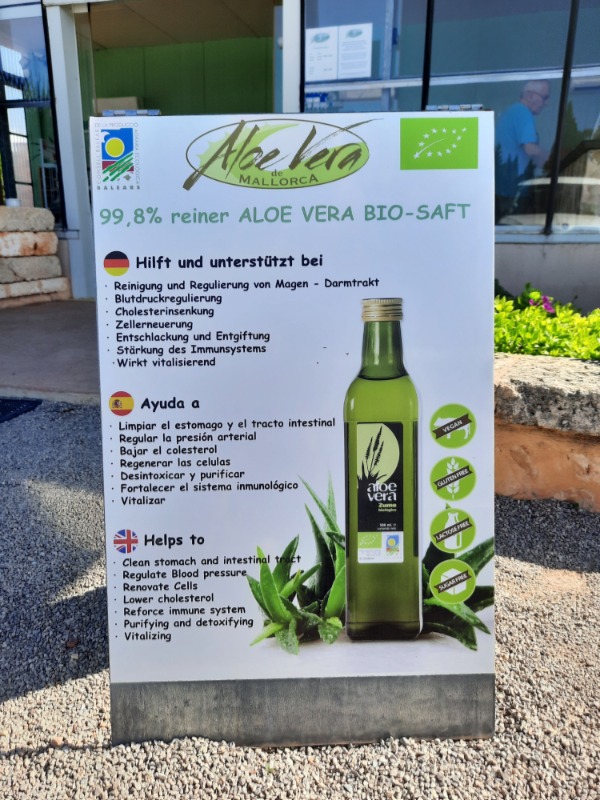 BALEARS
Aloe Vera
de
MALLORCA
99,8% reiner ALOE VERA BIO-SAFT
Hilft und unterstützt bei
· Reinigung und Regulierung von Magen - Darmtrakt
· Blutdruckregulierung
· Cholesterinsenkung
· Zellerneuerung
· Entschlackung und Entgiftung
· Stärkung des Immunsystems
· Wirkt vitalisierend
Ayuda a
· Limpiar el estomago y el tracto intestinal
· Regular la presión arterial
· Bajar el colesterol
· Regenerar las celulas
· Desintoxicar y purificar
· Fortalecer el sistema inmunológico
· Vitalizar
Helps to
· Clean stomach and intestinal tract
· Regulate Blood pressure
· Renovate Cells
· Lower cholesterol
· Reforce immune system
· Purifying and detoxifying
· Vitalizing
aloe
vera
Zumo
biológico
VEGAN
GLUTEN FREE
LACTOSE FREE
SUGAR FREE